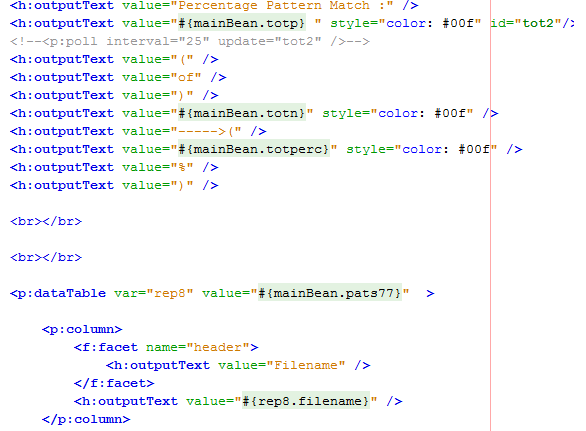 <h:outputText value="Percentage Pattern Match :" />
<h:outputText value="#{mainBean.totp} " style="color: #00f" id="tot2"/>
<!--<p:poll interval="25" update="tot2" />-->
<h:outputText value="(" />
<h:outputText value="of" />
<h:outputText value=")" />
<h:outputText value="#{mainBean.totn}" style="color: #00f" />
<h:outputText value="----->(" />
<h:outputText value="#{mainBean.totperc}" style="color: #00f" />
<h:outputText value="%" />
<h:outputText value=")" />
<br></br>
<br></br>
<p:dataTable var="rep8" value="#{mainBean.pats77}"  >
<p:column>
<f:facet name="header">
<h:outputText value="Filename" />
</f:facet>
<h:outputText value="#{rep8.filename}" />
</p:column>